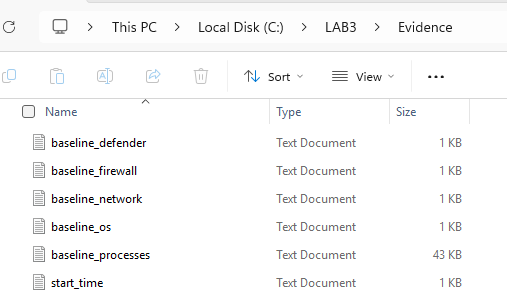 This PC > Local Disk (C:) > LAB3 > Evidence
Sort View ...
Name Type Size
baseline_defender Text Document 1 KB
baseline_firewall Text Document 1 KB
baseline_network Text Document 1 KB
baseline_os Text Document 1 KB
baseline_processes Text Document 43 KB
start_time Text Document 1 KB